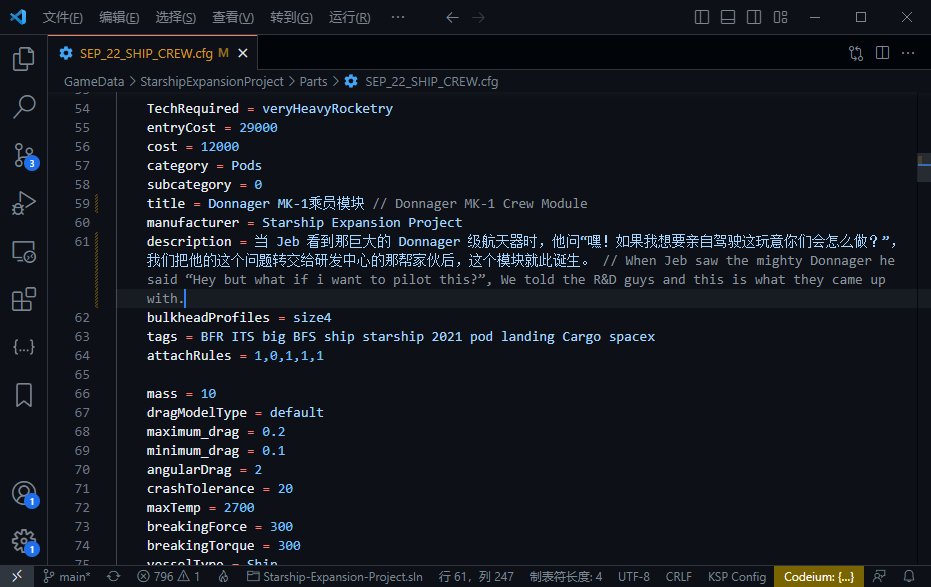 文件(F) 编辑(E) 选择(S) 查看(V) 转到(G) 运行(R) ···
SEP_22_SHIP_CREW.cfg M
GameData > StarshipExpansionProject > Parts > SEP_22_SHIP_CREW.cfg
54 TechRequired = veryHeavyRocketry
55 entryCost = 29000
56 cost = 12000
57 category = Pods
58 subcategory = 0
59 title = Donnager MK-1乘员模块 // Donnager MK-1 Crew Module
60 manufacturer = Starship Expansion Project
61 description = 当 Jeb 看到那巨大的 Donnager 级航天器时，他问“嘿！如果我想要亲自驾驶这玩意你们会怎么做？”，
我们把他的这个问题转交给研发中心的那帮家伙后，这个模块就此诞生。 // When Jeb saw the mighty Donnager he
said “Hey but what if i want to pilot this?”, We told the R&D guys and this is what they came up
with.
62 bulkheadProfiles = size4
63 tags = BFR ITS big BFS ship starship 2021 pod landing Cargo spacex
64 attachRules = 1,0,1,1,1
65
66 mass = 10
67 dragModelType = default
68 maximum_drag = 0.2
69 minimum_drag = 0.1
70 angularDrag = 2
71 crashTolerance = 20
72 maxTemp = 2700
73 breakingForce = 300
74 breakingTorque = 300
75 vesselType = Ship
3
1
1
main* 796 1 Starship-Expansion-Project.sln 行 61，列 247 制表符长度: 4 UTF-8 CRLF KSP Config Codeium: {...}